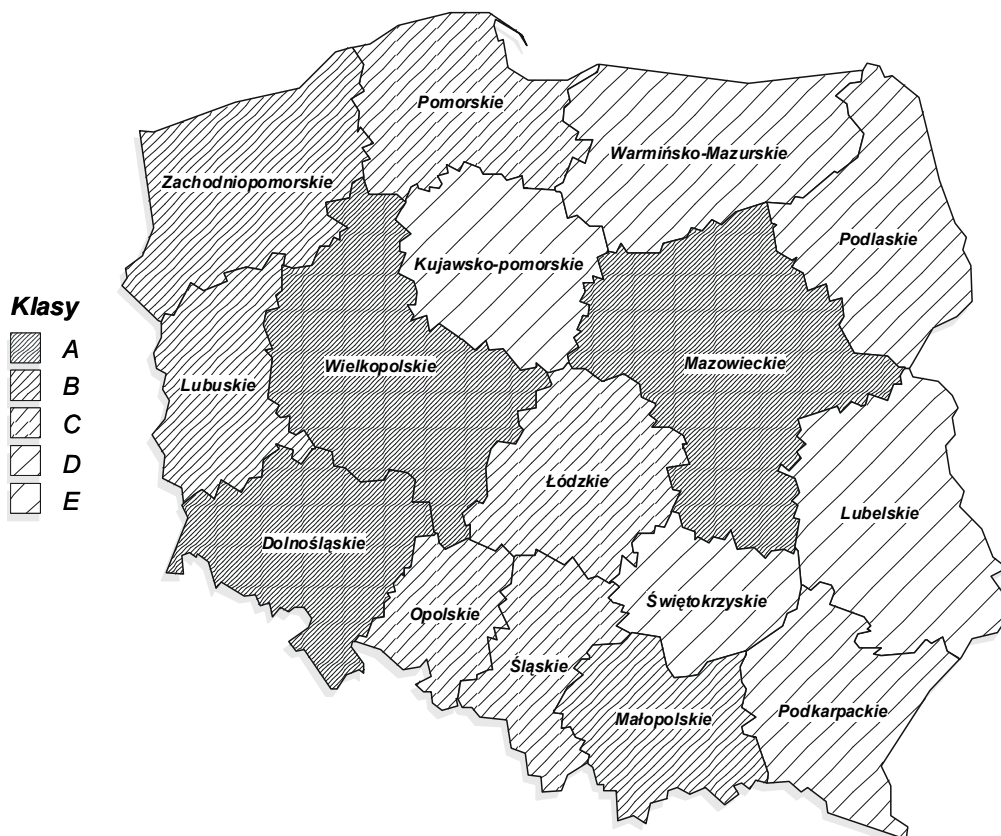 Pomorskie
Warmińsko-Mazurskie
Zachodniopomorskie
Podlaskie
Kujawsko-pomorskie
Klasy
A
B
C
D
E
Wielkopolskie
Mazowieckie
Lubuskie
Łódzkie
Lubelskie
Dolnośląskie
Świętokrzyskie
Opolskie
Śląskie
Małopolskie
Podkarpackie